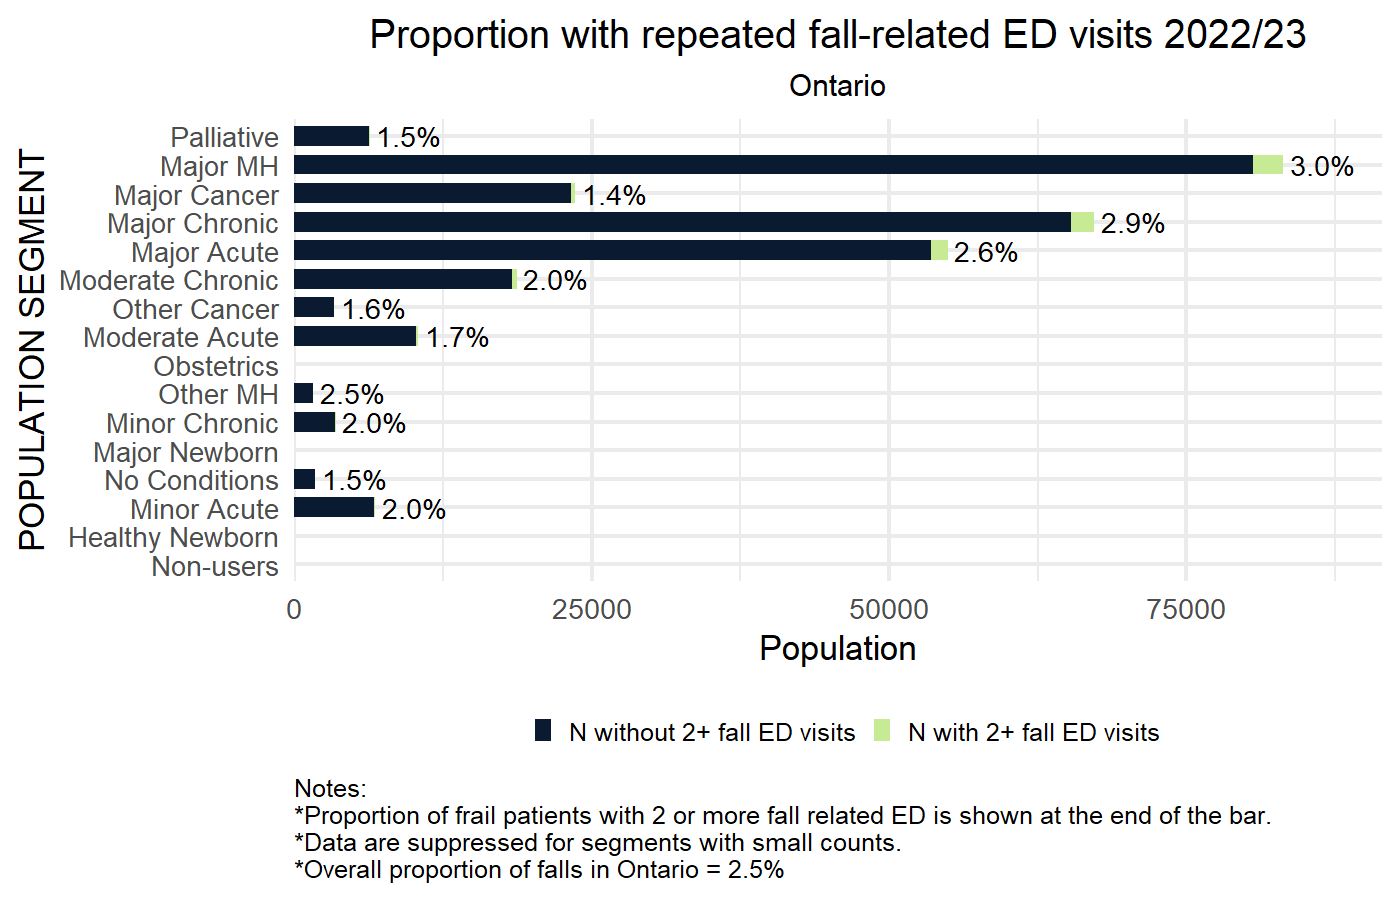 Proportion with repeated fall-related ED visits 2022/23
Ontario
POPULATION SEGMENT
Palliative 1.5%
Major MH 3.0%
Major Cancer 1.4%
Major Chronic 2.9%
Major Acute 2.6%
Moderate Chronic 2.0%
Other Cancer 1.6%
Moderate Acute 1.7%
Obstetrics
Other MH 2.5%
Minor Chronic 2.0%
Major Newborn
No Conditions 1.5%
Minor Acute 2.0%
Healthy Newborn
Non-users
0 25000 50000 75000
Population
N without 2+ fall ED visits N with 2+ fall ED visits
Notes:
*Proportion of frail patients with 2 or more fall related ED is shown at the end of the bar.
*Data are suppressed for segments with small counts.
*Overall proportion of falls in Ontario = 2.5%